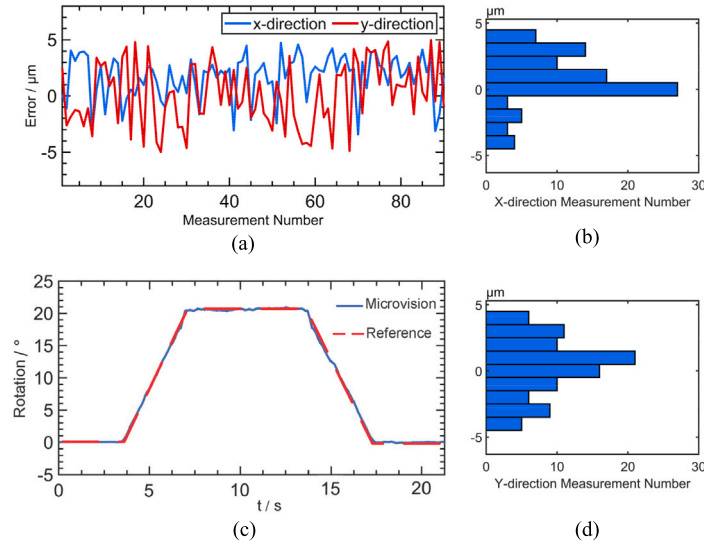 x-direction y-direction
5
0
-5
Error / µm
20 40 60 80
Measurement Number
(a)
µm
5
0
-5
0 10 20 30
X-direction Measurement Number
(b)
25
20
15
10
5
0
-5
Rotation / °
Microvision
Reference
0 5 10 15 20
t / s
(c)
µm
5
0
-5
0 10 20 30
Y-direction Measurement Number
(d)